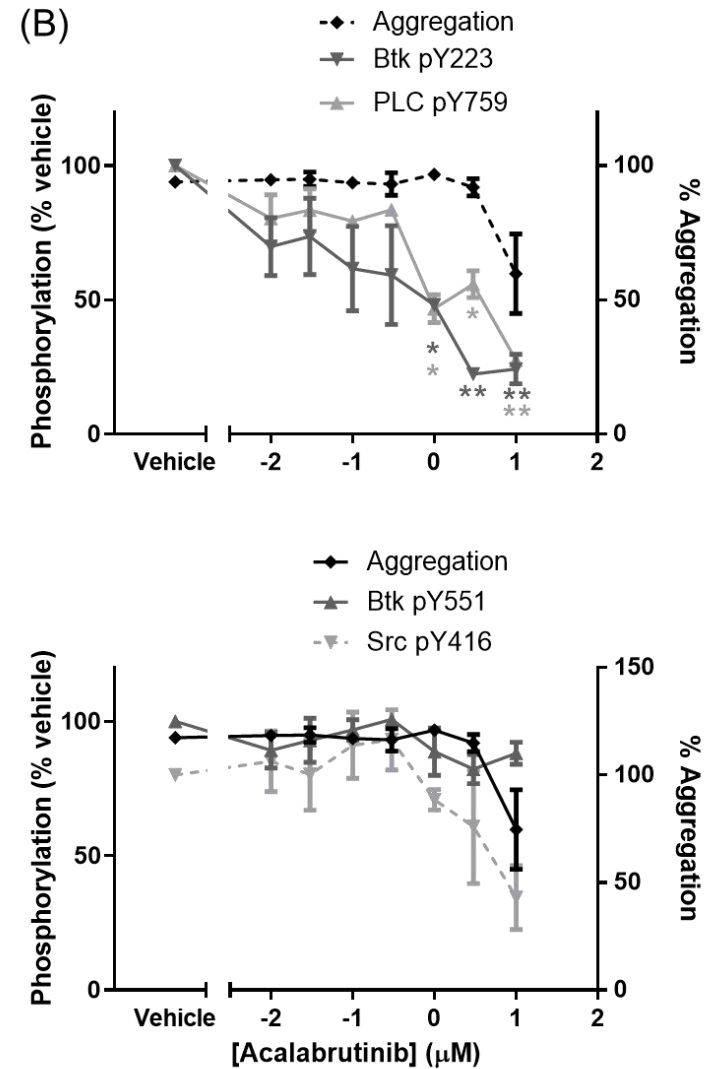 (B)
Aggregation
Btk pY223
PLC pY759
Phosphorylation (% vehicle)
% Aggregation
100
50
0
100
50
0
* * * ** ** **
Vehicle -2 -1 0 1 2
Aggregation
Btk pY551
Src pY416
Phosphorylation (% vehicle)
% Aggregation
100
50
0
150
100
50
0
Vehicle -2 -1 0 1 2
[Acalabrutinib] (μM)